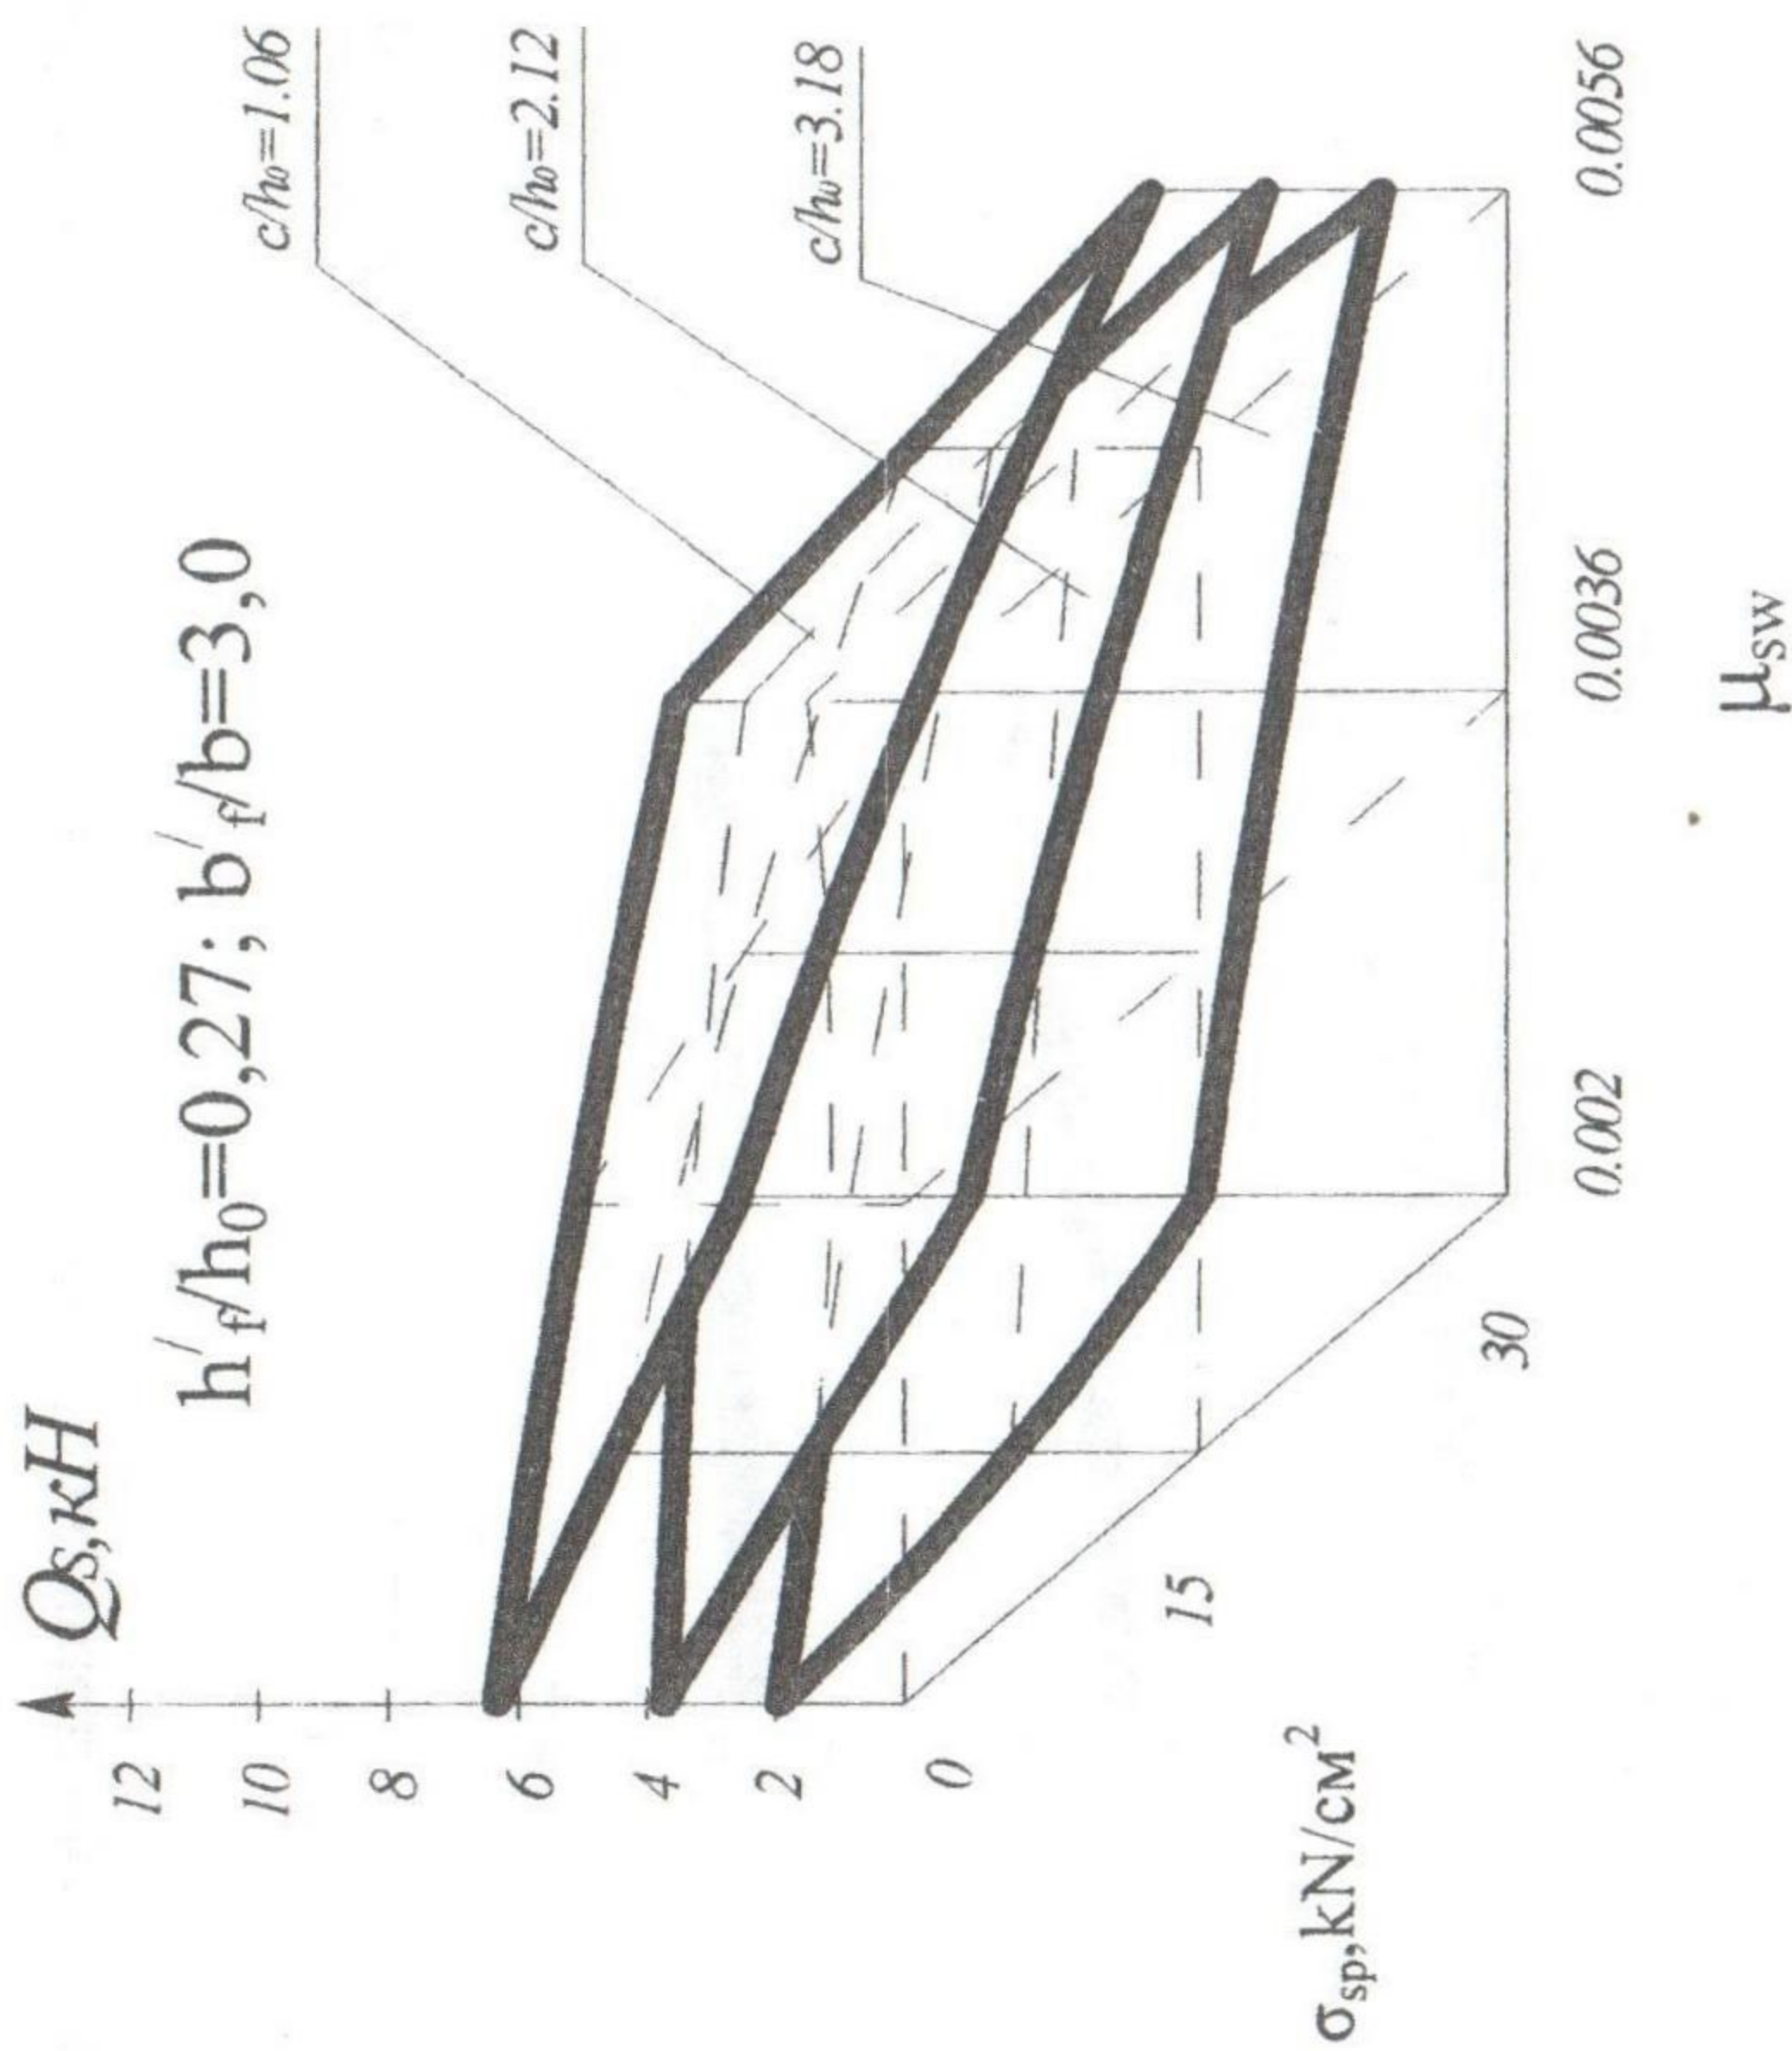 Qs,кН
h′f/h0=0,27; b′f/b=3,0
c/h0=1.06
c/h0=2.12
c/h0=3.18
12
10
8
6
4
2
0
15
30
σsp,kN/см²
0.002
0.0036
0.0056
μsw